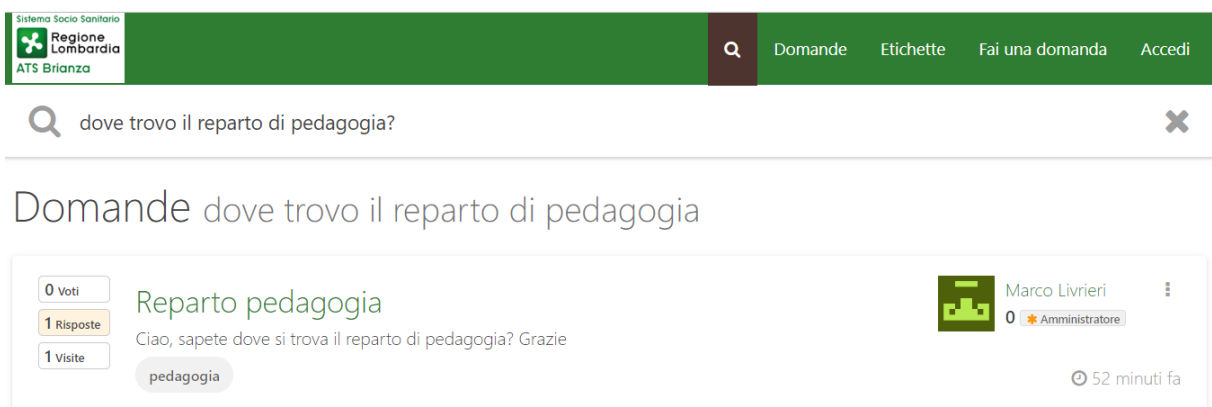 Sistema Socio Sanitario
Regione
Lombardia
ATS Brianza
Domande Etichette Fai una domanda Accedi
dove trovo il reparto di pedagogia?
Domande dove trovo il reparto di pedagogia
0 Voti
1 Risposte
1 Visite
Reparto pedagogia
Ciao, sapete dove si trova il reparto di pedagogia? Grazie
pedagogia
Marco Livrieri
0 Amministratore
52 minuti fa